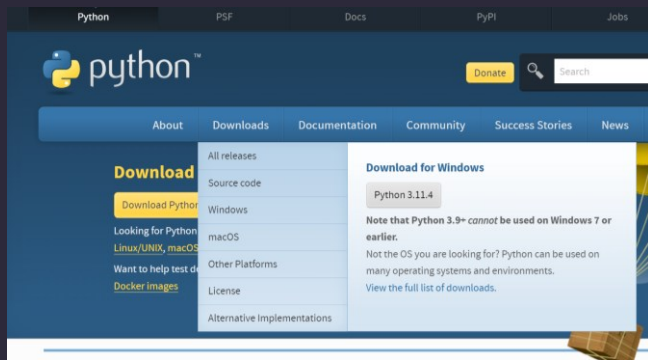 Python
PSF
Docs
PyPI
Jobs
python™
Donate
Search
About
Downloads
Documentation
Community
Success Stories
News
Download
Download Python
Looking for Python
Linux/UNIX, macOS
Want to help test de
Docker images
All releases
Source code
Windows
macOS
Other Platforms
License
Alternative Implementations
Download for Windows
Python 3.11.4
Note that Python 3.9+ cannot be used on Windows 7 or
earlier.
Not the OS you are looking for? Python can be used on
many operating systems and environments.
View the full list of downloads.